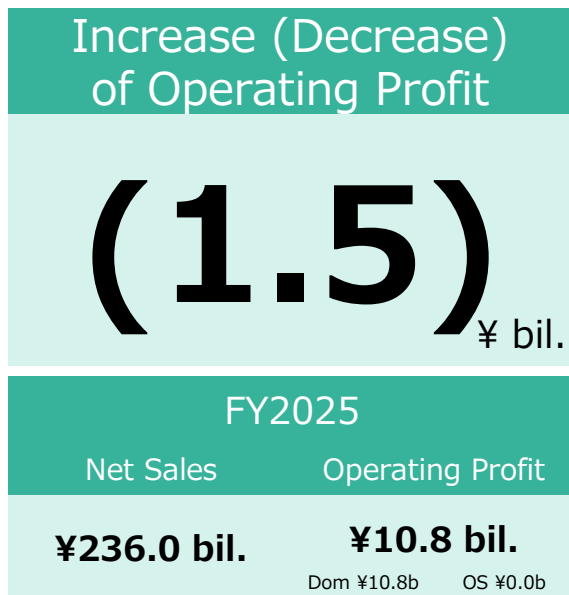 Increase (Decrease)
of Operating Profit
(1.5)
¥ bil.
FY2025
Net Sales Operating Profit
¥236.0 bil. ¥10.8 bil.
Dom ¥10.8b OS ¥0.0b